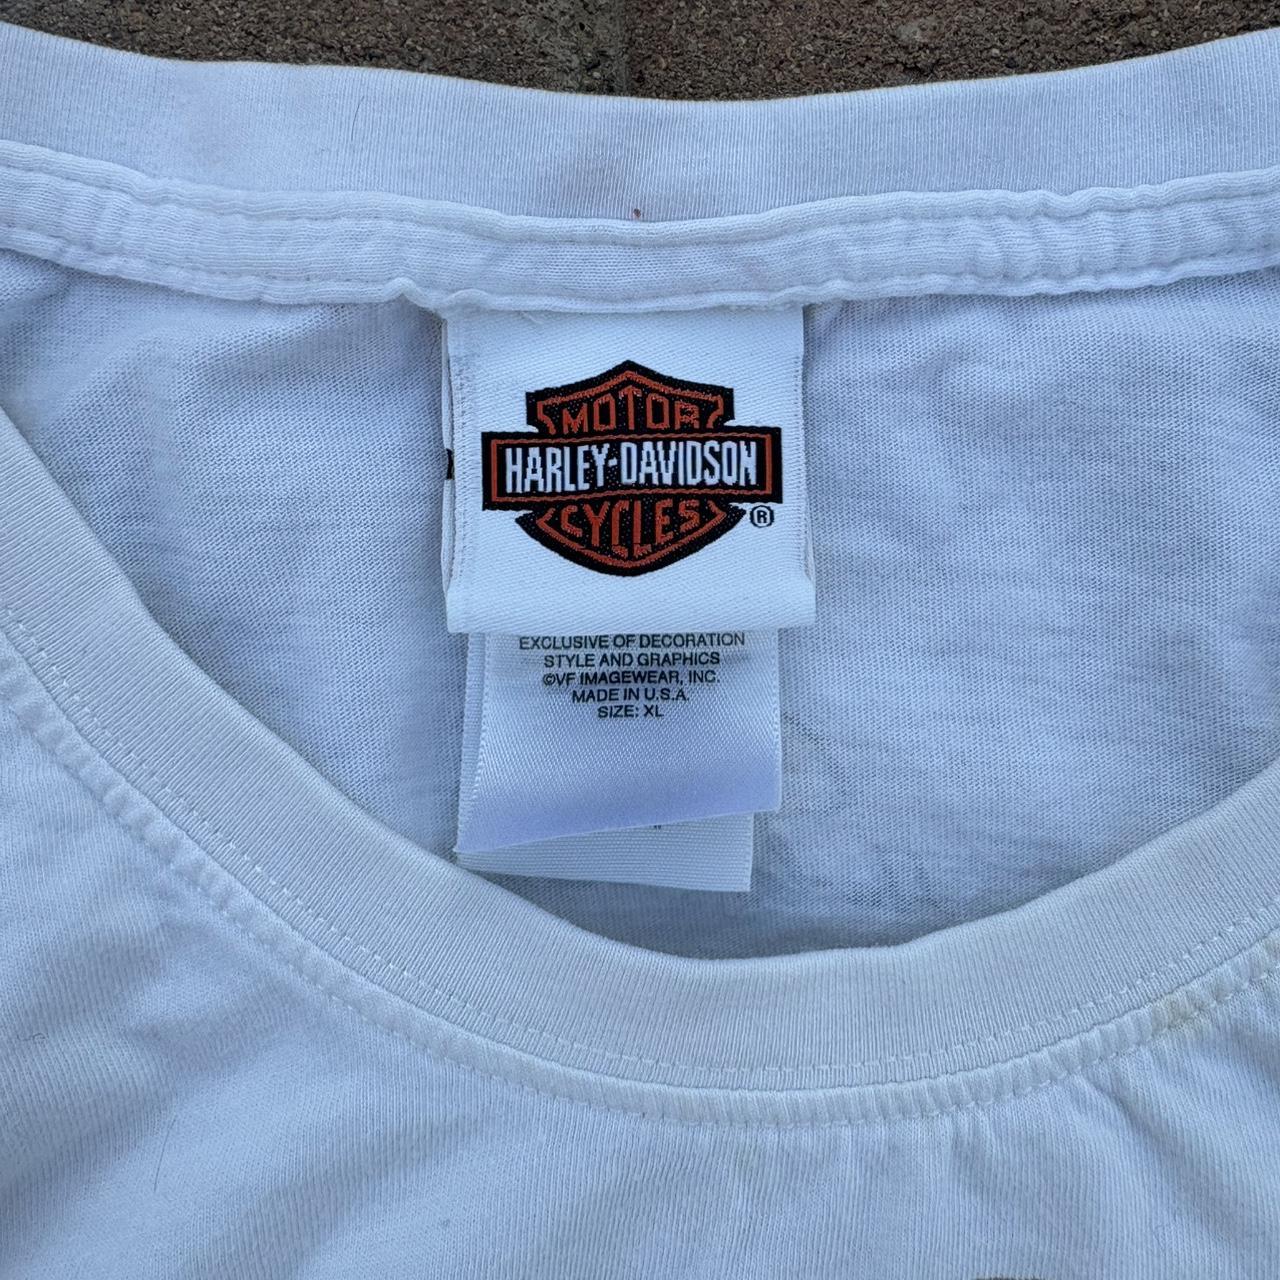 MOTOR
HARLEY-DAVIDSON
CYCLES
®
EXCLUSIVE OF DECORATION
STYLE AND GRAPHICS
©VF IMAGEWEAR, INC.
MADE IN U.S.A.
SIZE: XL